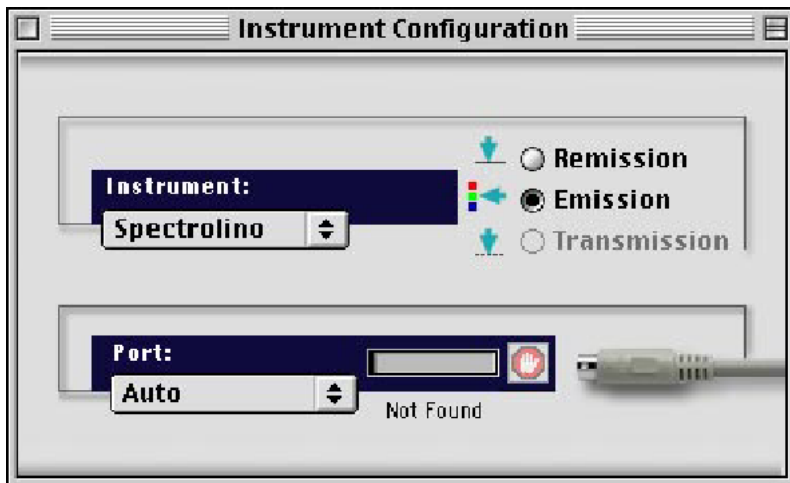 Instrument Configuration
Instrument:
Spectrolino
Remission
Emission
Transmission
Port:
Auto
Not Found